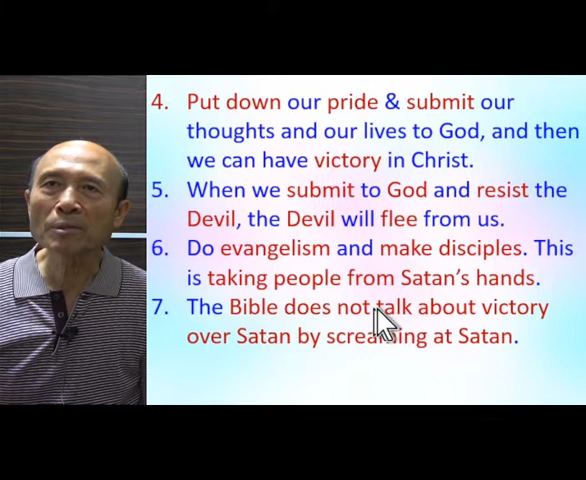 4. Put down our pride & submit our
thoughts and our lives to God, and then
we can have victory in Christ.
5. When we submit to God and resist the
Devil, the Devil will flee from us.
6. Do evangelism and make disciples. This
is taking people from Satan's hands.
7. The Bible does not talk about victory
over Satan by screaming at Satan.